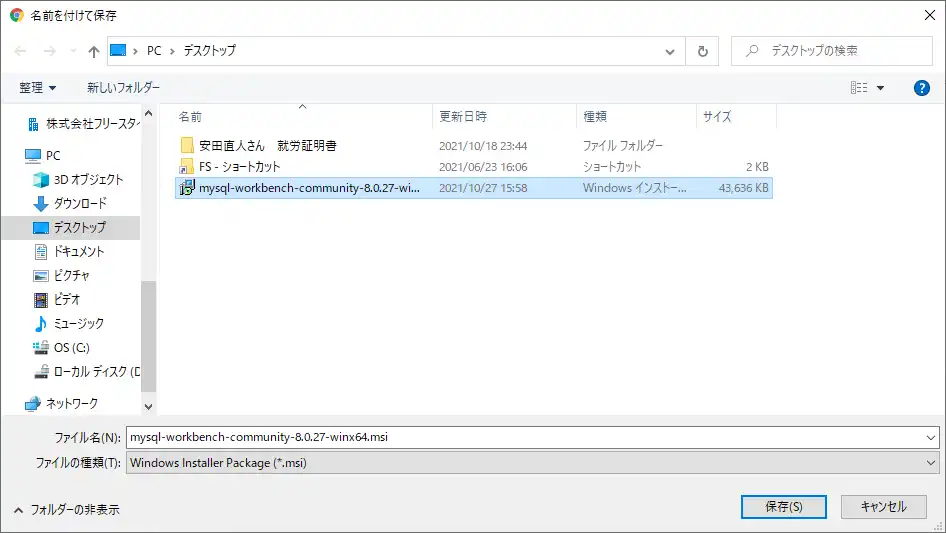 名前を付けて保存
PC › デスクトップ
デスクトップの検索
整理
新しいフォルダー
名前 更新日時 種類 サイズ
安田直人さん 就労証明書 2021/10/18 23:44 ファイル フォルダー
FS - ショートカット 2021/06/23 16:06 ショートカット 2 KB
mysql-workbench-community-8.0.27-wi... 2021/10/27 15:58 Windows インストー... 43,636 KB
株式会社フリースタイ
PC
3D オブジェクト
ダウンロード
デスクトップ
ドキュメント
ピクチャ
ビデオ
ミュージック
OS (C:)
ローカル ディスク (D
ネットワーク
ファイル名(N): mysql-workbench-community-8.0.27-winx64.msi
ファイルの種類(T): Windows Installer Package (*.msi)
フォルダーの非表示
保存(S)
キャンセル